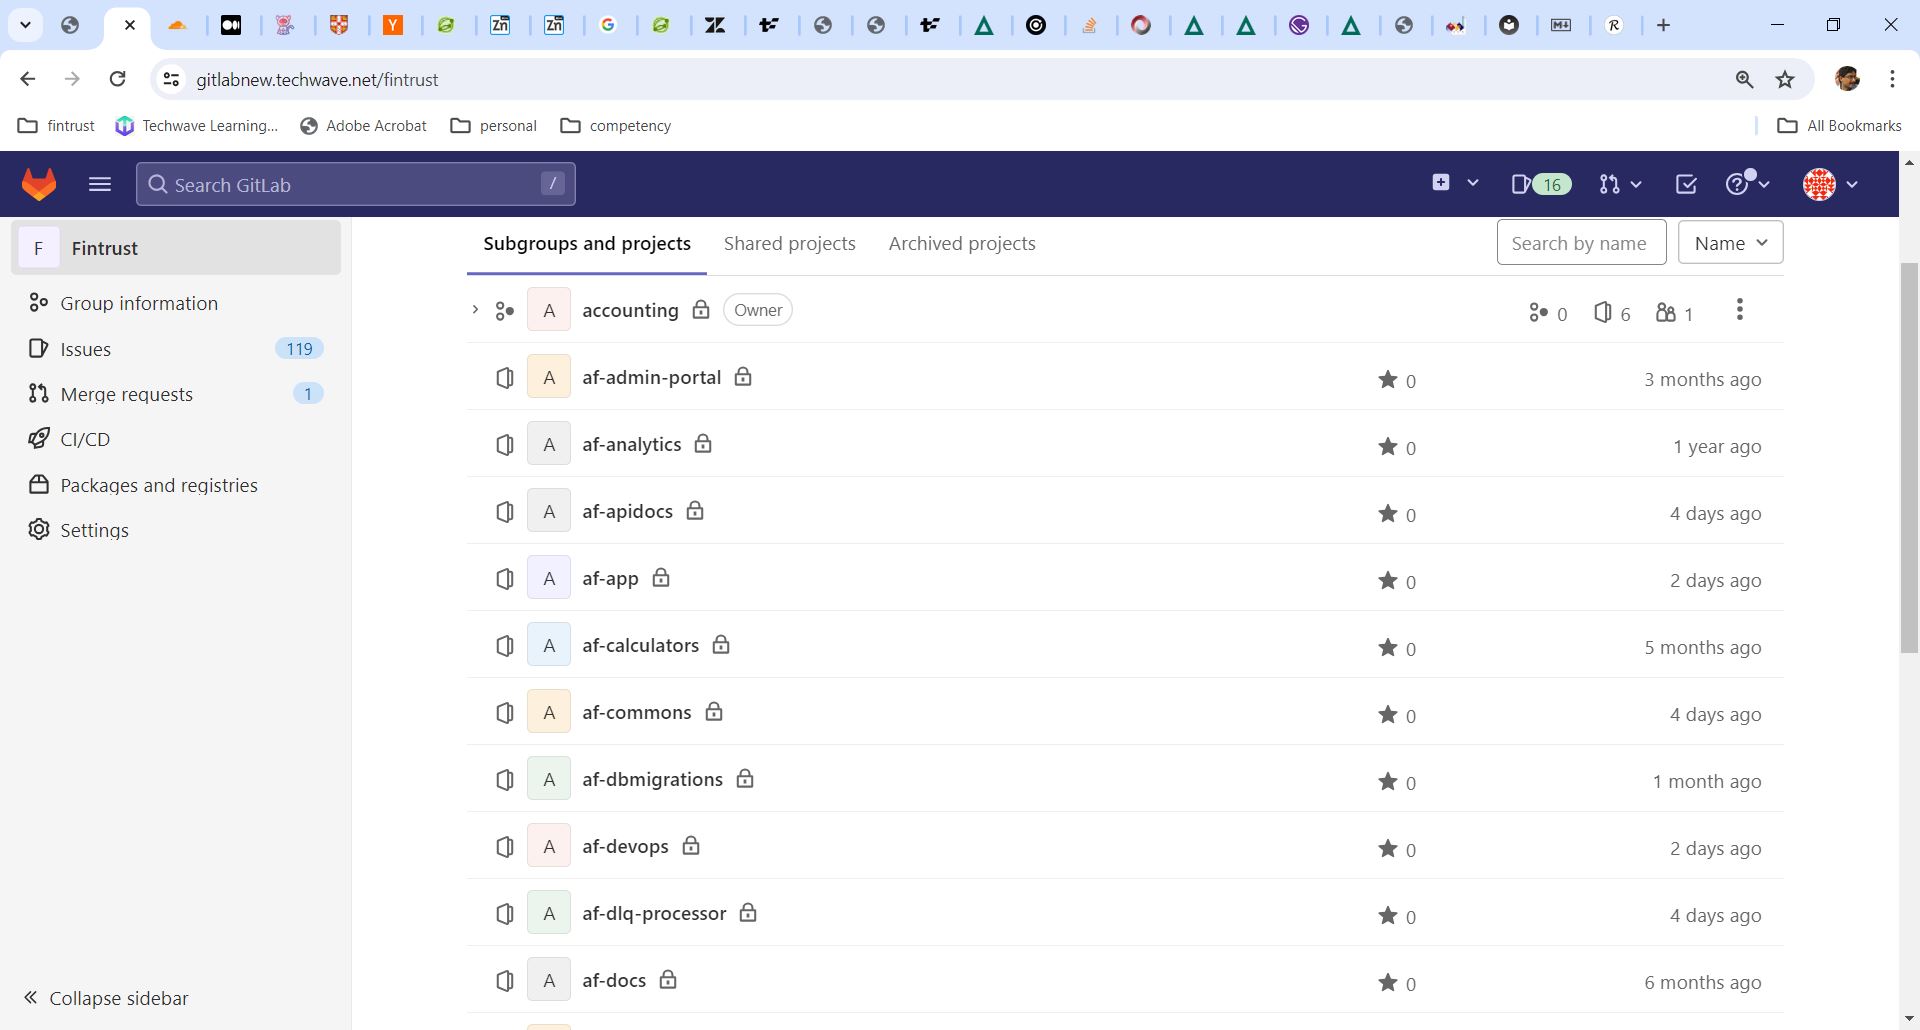 gitlabnew.techwave.net/fintrust
fintrust
Techwave Learning...
Adobe Acrobat
personal
competency
All Bookmarks
Search GitLab
/
16
F
Fintrust
Group information
Issues
119
Merge requests
1
CI/CD
Packages and registries
Settings
Collapse sidebar
Subgroups and projects
Shared projects
Archived projects
Search by name
Name
A accounting Owner 0 6 1
A af-admin-portal 0 3 months ago
A af-analytics 0 1 year ago
A af-apidocs 0 4 days ago
A af-app 0 2 days ago
A af-calculators 0 5 months ago
A af-commons 0 4 days ago
A af-dbmigrations 0 1 month ago
A af-devops 0 2 days ago
A af-dlq-processor 0 4 days ago
A af-docs 0 6 months ago